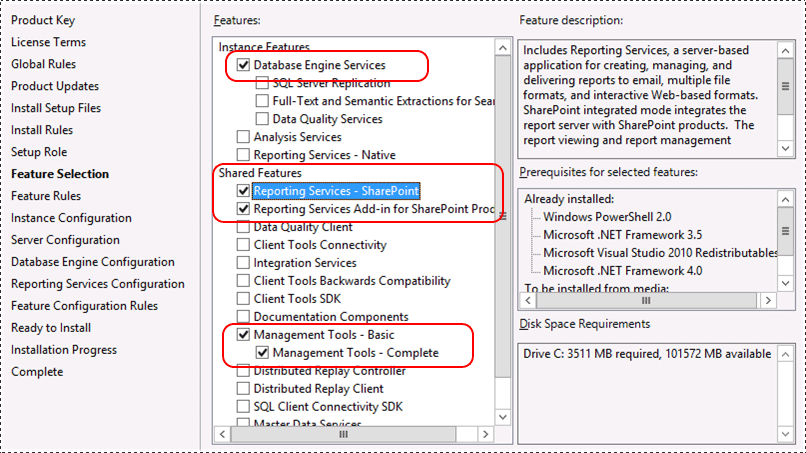 Product Key
License Terms
Global Rules
Product Updates
Install Setup Files
Install Rules
Setup Role
Feature Selection
Feature Rules
Instance Configuration
Server Configuration
Database Engine Configuration
Reporting Services Configuration
Feature Configuration Rules
Ready to Install
Installation Progress
Complete
Features:
Instance Features
Database Engine Services
SQL Server Replication
Full-Text and Semantic Extractions for Sear
Data Quality Services
Analysis Services
Reporting Services - Native
Shared Features
Reporting Services - SharePoint
Reporting Services Add-in for SharePoint Proc
Data Quality Client
Client Tools Connectivity
Integration Services
Client Tools Backwards Compatibility
Client Tools SDK
Documentation Components
Management Tools - Basic
Management Tools - Complete
Distributed Replay Controller
Distributed Replay Client
SQL Client Connectivity SDK
Master Data Services
Feature description:
Includes Reporting Services, a server-based
application for creating, managing, and
delivering reports to email, multiple file
formats, and interactive Web-based formats.
SharePoint integrated mode integrates the
report server with SharePoint products. The
report viewing and report management
Prerequisites for selected features:
Already installed:
Windows PowerShell 2.0
Microsoft .NET Framework 3.5
Microsoft Visual Studio 2010 Redistributables
Microsoft .NET Framework 4.0
To be installed from media:
Disk Space Requirements
Drive C: 3511 MB required, 101572 MB available